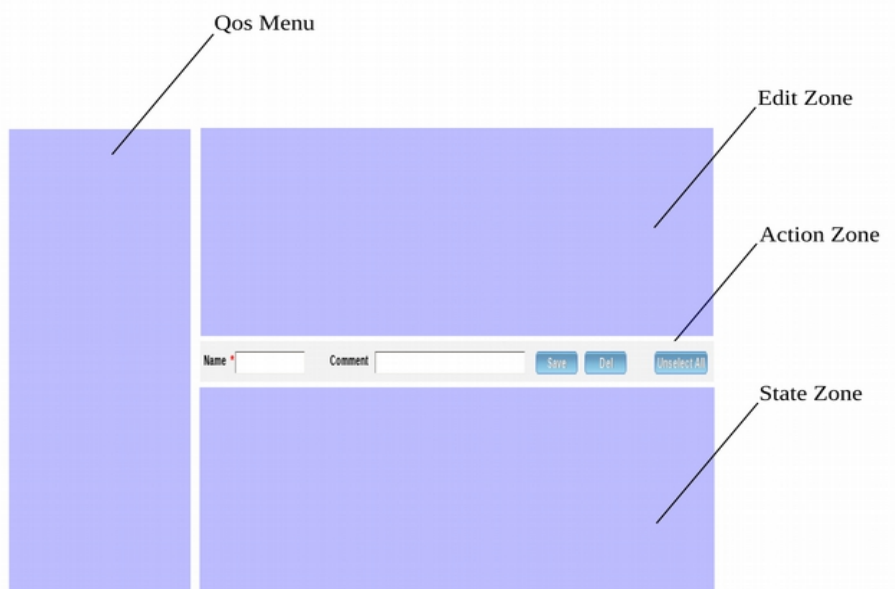 Qos Menu
Edit Zone
Action Zone
Name * Comment Save Del Unselect All
State Zone